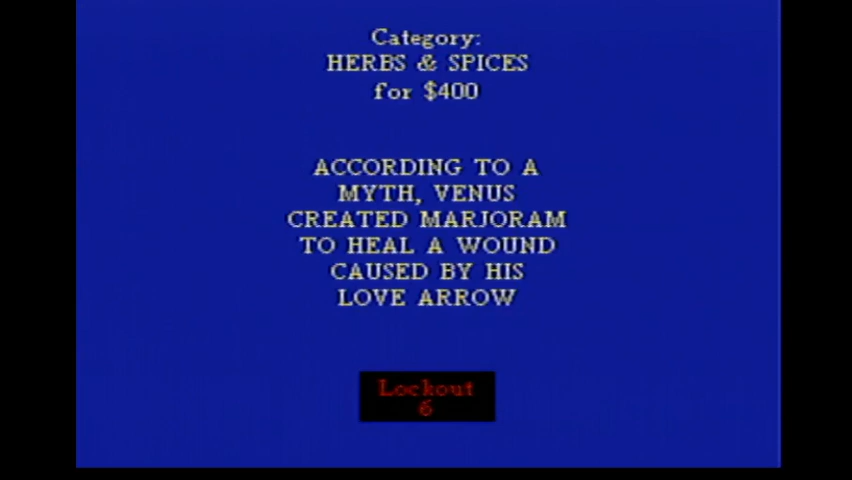 Category:
HERBS & SPICES
for $400
ACCORDING TO A
MYTH, VENUS
CREATED MARJORAM
TO HEAL A WOUND
CAUSED BY HIS
LOVE ARROW
Lockout
6